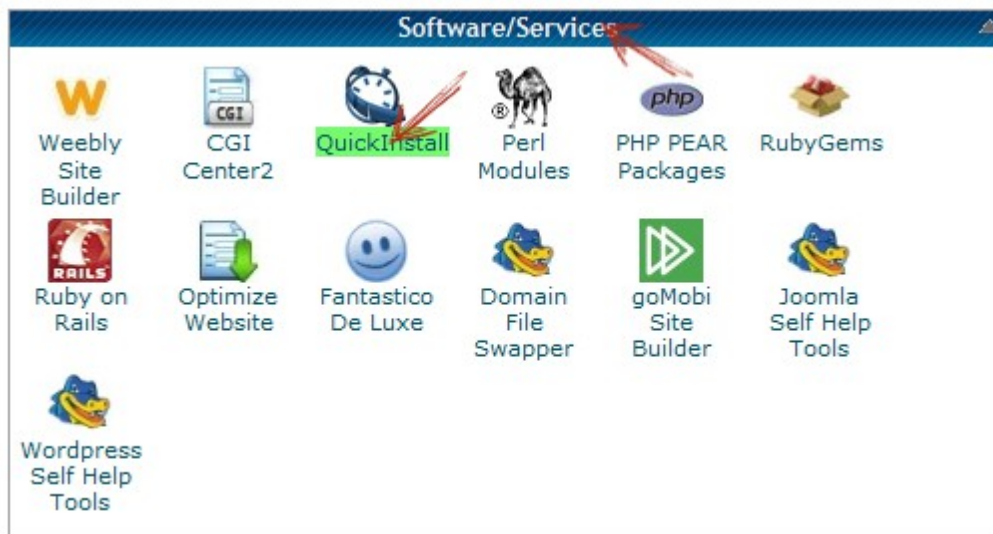 Software/Services
W
CGI
®
php
Weebly
Site
Builder
CGI
Center2
QuickInstall
Perl
Modules
PHP PEAR
Packages
RubyGems
RAILS
Ruby on
Rails
Optimize
Website
Fantastico
De Luxe
Domain
File
Swapper
goMobi
Site
Builder
Joomla
Self Help
Tools
Wordpress
Self Help
Tools